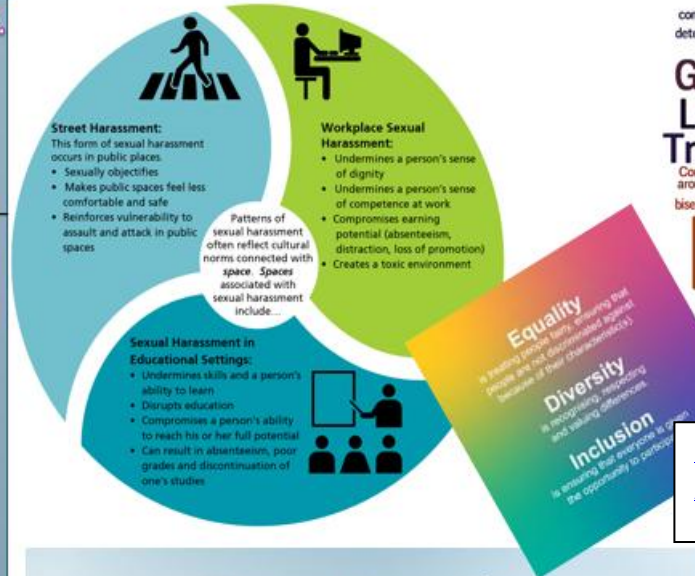 Street Harassment:
This form of sexual harassment
occurs in public places.
• Sexually objectifies
• Makes public spaces feel less
comfortable and safe
• Reinforces vulnerability to
assault and attack in public
spaces
Workplace Sexual
Harassment:
• Undermines a person's sense
of dignity
• Undermines a person's sense
of competence at work
• Compromises earning
potential (absenteeism,
distraction, loss of promotion)
• Creates a toxic environment
Patterns of
sexual harassment
often reflect cultural
norms connected with
space. Spaces
associated with
sexual harassment
include...
Sexual Harassment in
Educational Settings:
• Undermines skills and a person's
ability to learn
• Disrupts education
• Compromises a person's ability
to reach his or her full potential
• Can result in absenteeism, poor
grades and discontinuation of
one's studies
Equality
is treating people fairly, ensuring that
people are not discriminated against
because of their characteristic(s).
Diversity
is recognising, respecting
and valuing differences.
Inclusion
is ensuring that everyone is given
the opportunity to